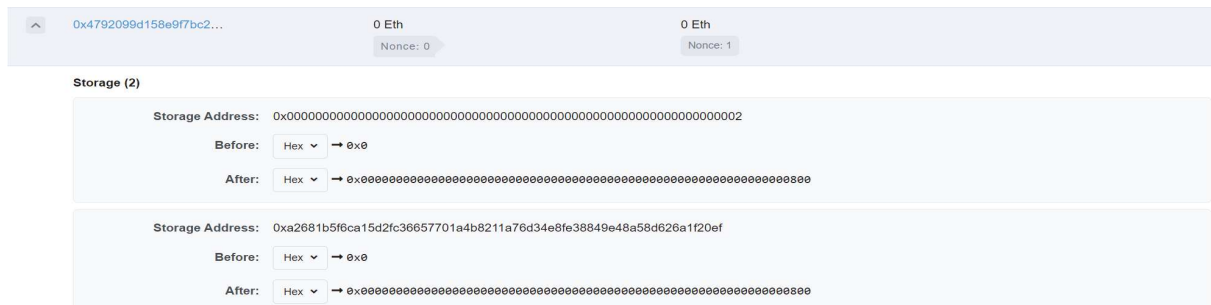 0x4792099d158e9f7bc2... 0 Eth 0 Eth
Nonce: 0 Nonce: 1
Storage (2)
Storage Address: 0x0000000000000000000000000000000000000000000000000000000000000002
Before: Hex → 0x0
After: Hex → 0x0000000000000000000000000000000000000000000000000000000000000800
Storage Address: 0xa2681b5f6ca15d2fc36657701a4b8211a76d34e8fe38849e48a58d626a1f20ef
Before: Hex → 0x0
After: Hex → 0x0000000000000000000000000000000000000000000000000000000000000800